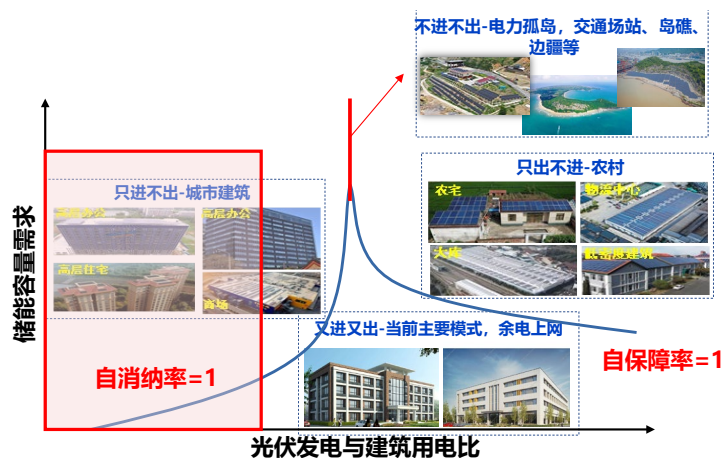 不进不出-电力孤岛，交通场站、岛礁、
边疆等
只进不出-城市建筑
高层办公
高层办公
高层住宅
商场
只出不进-农村
农宅
物流中心
大库
低密度建筑
储能容量需求
又进又出-当前主要模式，余电上网
自消纳率=1
自保障率=1
光伏发电与建筑用电比